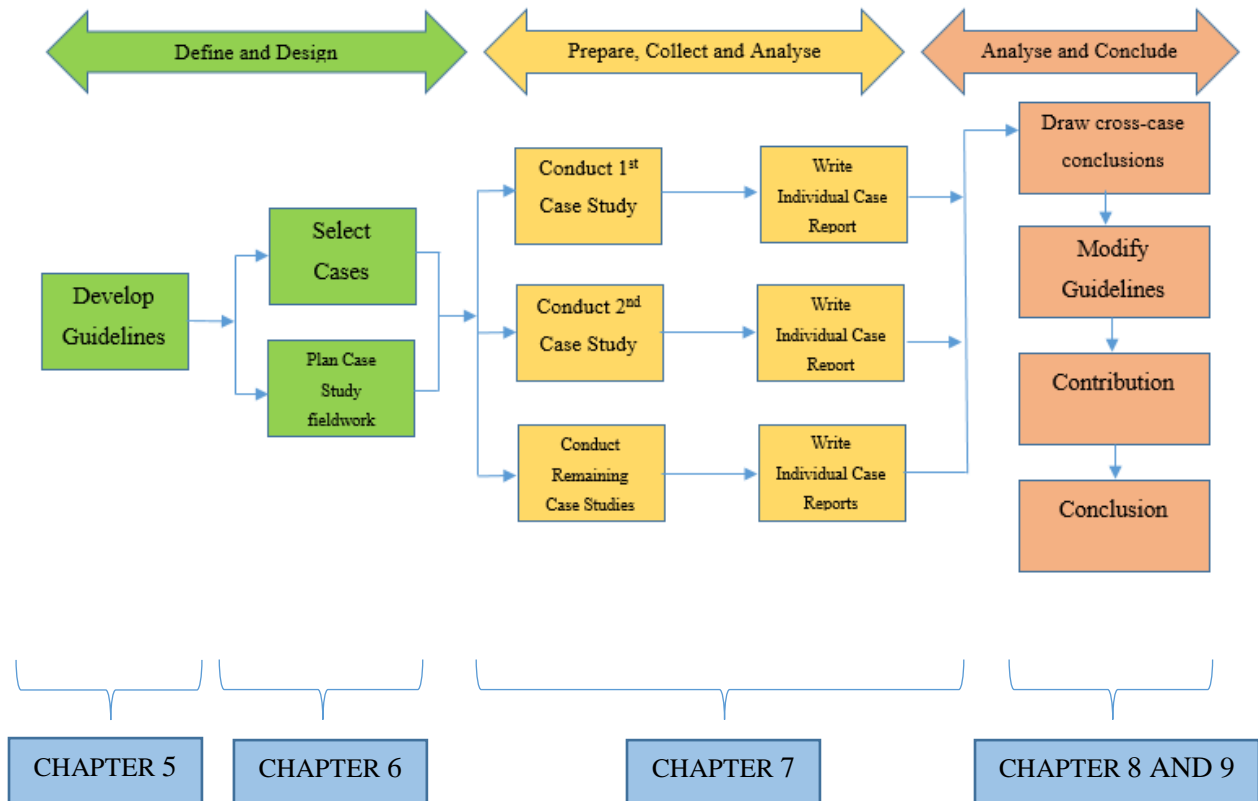 Define and Design
Prepare, Collect and Analyse
Analyse and Conclude
Develop
Guidelines
Select
Cases
Plan Case
Study
fieldwork
Conduct 1st
Case Study
Write
Individual Case
Report
Conduct 2nd
Case Study
Write
Individual Case
Report
Conduct
Remaining
Case Studies
Write
Individual Case
Reports
Draw cross-case
conclusions
Modify
Guidelines
Contribution
Conclusion
CHAPTER 5
CHAPTER 6
CHAPTER 7
CHAPTER 8 AND 9